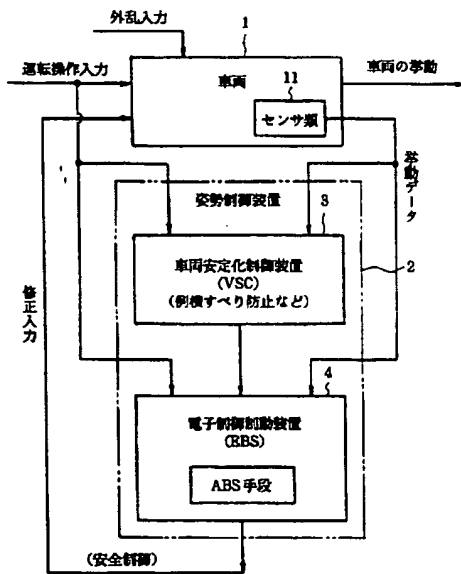 外乱入力
1
運転操作入力
車両
車両の挙動
11
センサ類
挙動データ
姿勢制御装置
3
車両安定化制御装置
(VSC)
(例横すべり防止など)
2
修正入力
4
電子制御制動装置
(EBS)
ABS手段
(安全制御)